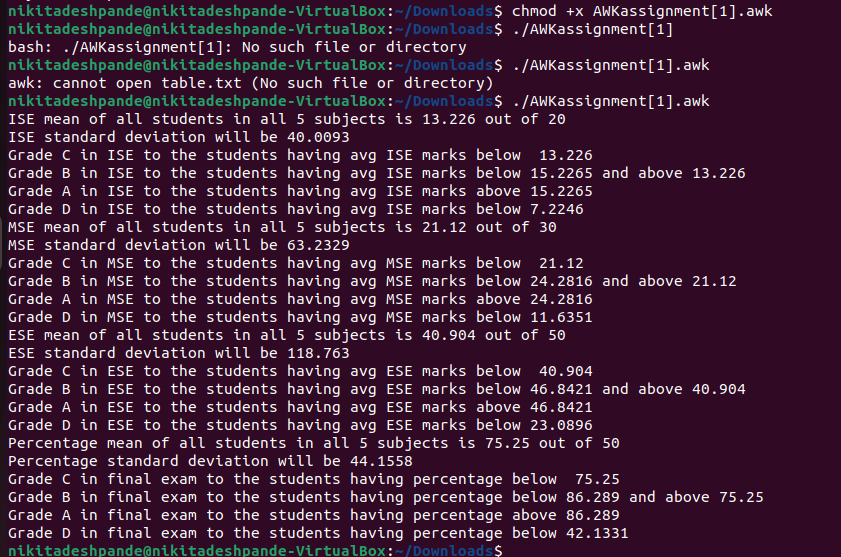 nikitadeshpande@nikitadeshpande-VirtualBox:~/Downloads$ chmod +x AWKassignment[1].awk
nikitadeshpande@nikitadeshpande-VirtualBox:~/Downloads$ ./AWKassignment[1]
bash: ./AWKassignment[1]: No such file or directory
nikitadeshpande@nikitadeshpande-VirtualBox:~/Downloads$ ./AWKassignment[1].awk
awk: cannot open table.txt (No such file or directory)
nikitadeshpande@nikitadeshpande-VirtualBox:~/Downloads$ ./AWKassignment[1].awk
ISE mean of all students in all 5 subjects is 13.226 out of 20
ISE standard deviation will be 40.0093
Grade C in ISE to the students having avg ISE marks below  13.226
Grade B in ISE to the students having avg ISE marks below 15.2265 and above 13.226
Grade A in ISE to the students having avg ISE marks above 15.2265
Grade D in ISE to the students having avg ISE marks below 7.2246
MSE mean of all students in all 5 subjects is 21.12 out of 30
MSE standard deviation will be 63.2329
Grade C in MSE to the students having avg MSE marks below  21.12
Grade B in MSE to the students having avg MSE marks below 24.2816 and above 21.12
Grade A in MSE to the students having avg MSE marks above 24.2816
Grade D in MSE to the students having avg MSE marks below 11.6351
ESE mean of all students in all 5 subjects is 40.904 out of 50
ESE standard deviation will be 118.763
Grade C in ESE to the students having avg ESE marks below  40.904
Grade B in ESE to the students having avg ESE marks below 46.8421 and above 40.904
Grade A in ESE to the students having avg ESE marks above 46.8421
Grade D in ESE to the students having avg ESE marks below 23.0896
Percentage mean of all students in all 5 subjects is 75.25 out of 50
Percentage standard deviation will be 44.1558
Grade C in final exam to the students having percentage below  75.25
Grade B in final exam to the students having percentage below 86.289 and above 75.25
Grade A in final exam to the students having percentage above 86.289
Grade D in final exam to the students having percentage below 42.1331
nikitadeshpande@nikitadeshpande-VirtualBox:~/Downloads$